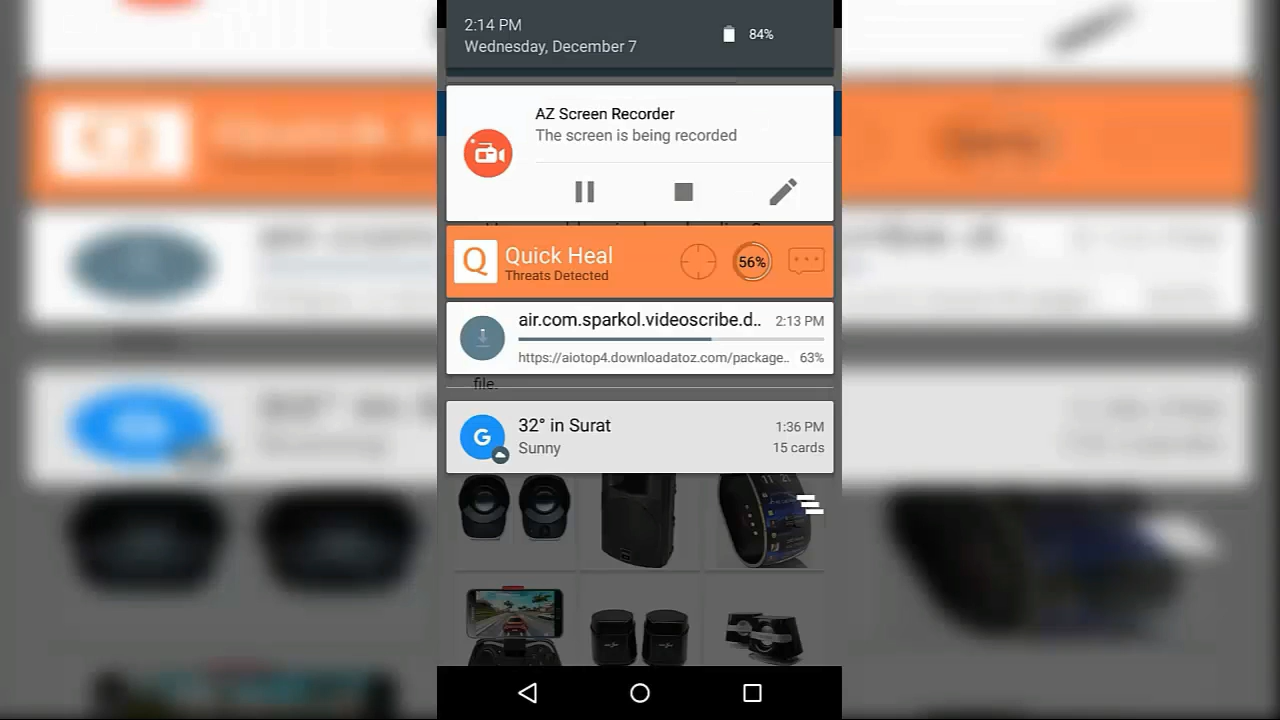 2:14 PM
84%
Wednesday, December 7
AZ Screen Recorder
The screen is being recorded
Q Quick Heal
Threats Detected
56%
air.com.sparkol.videoscribe.d.. 2:13 PM
https://aiotop4.downloadatoz.com/package.. 63%
file.
G 32° in Surat 1:36 PM
Sunny 15 cards